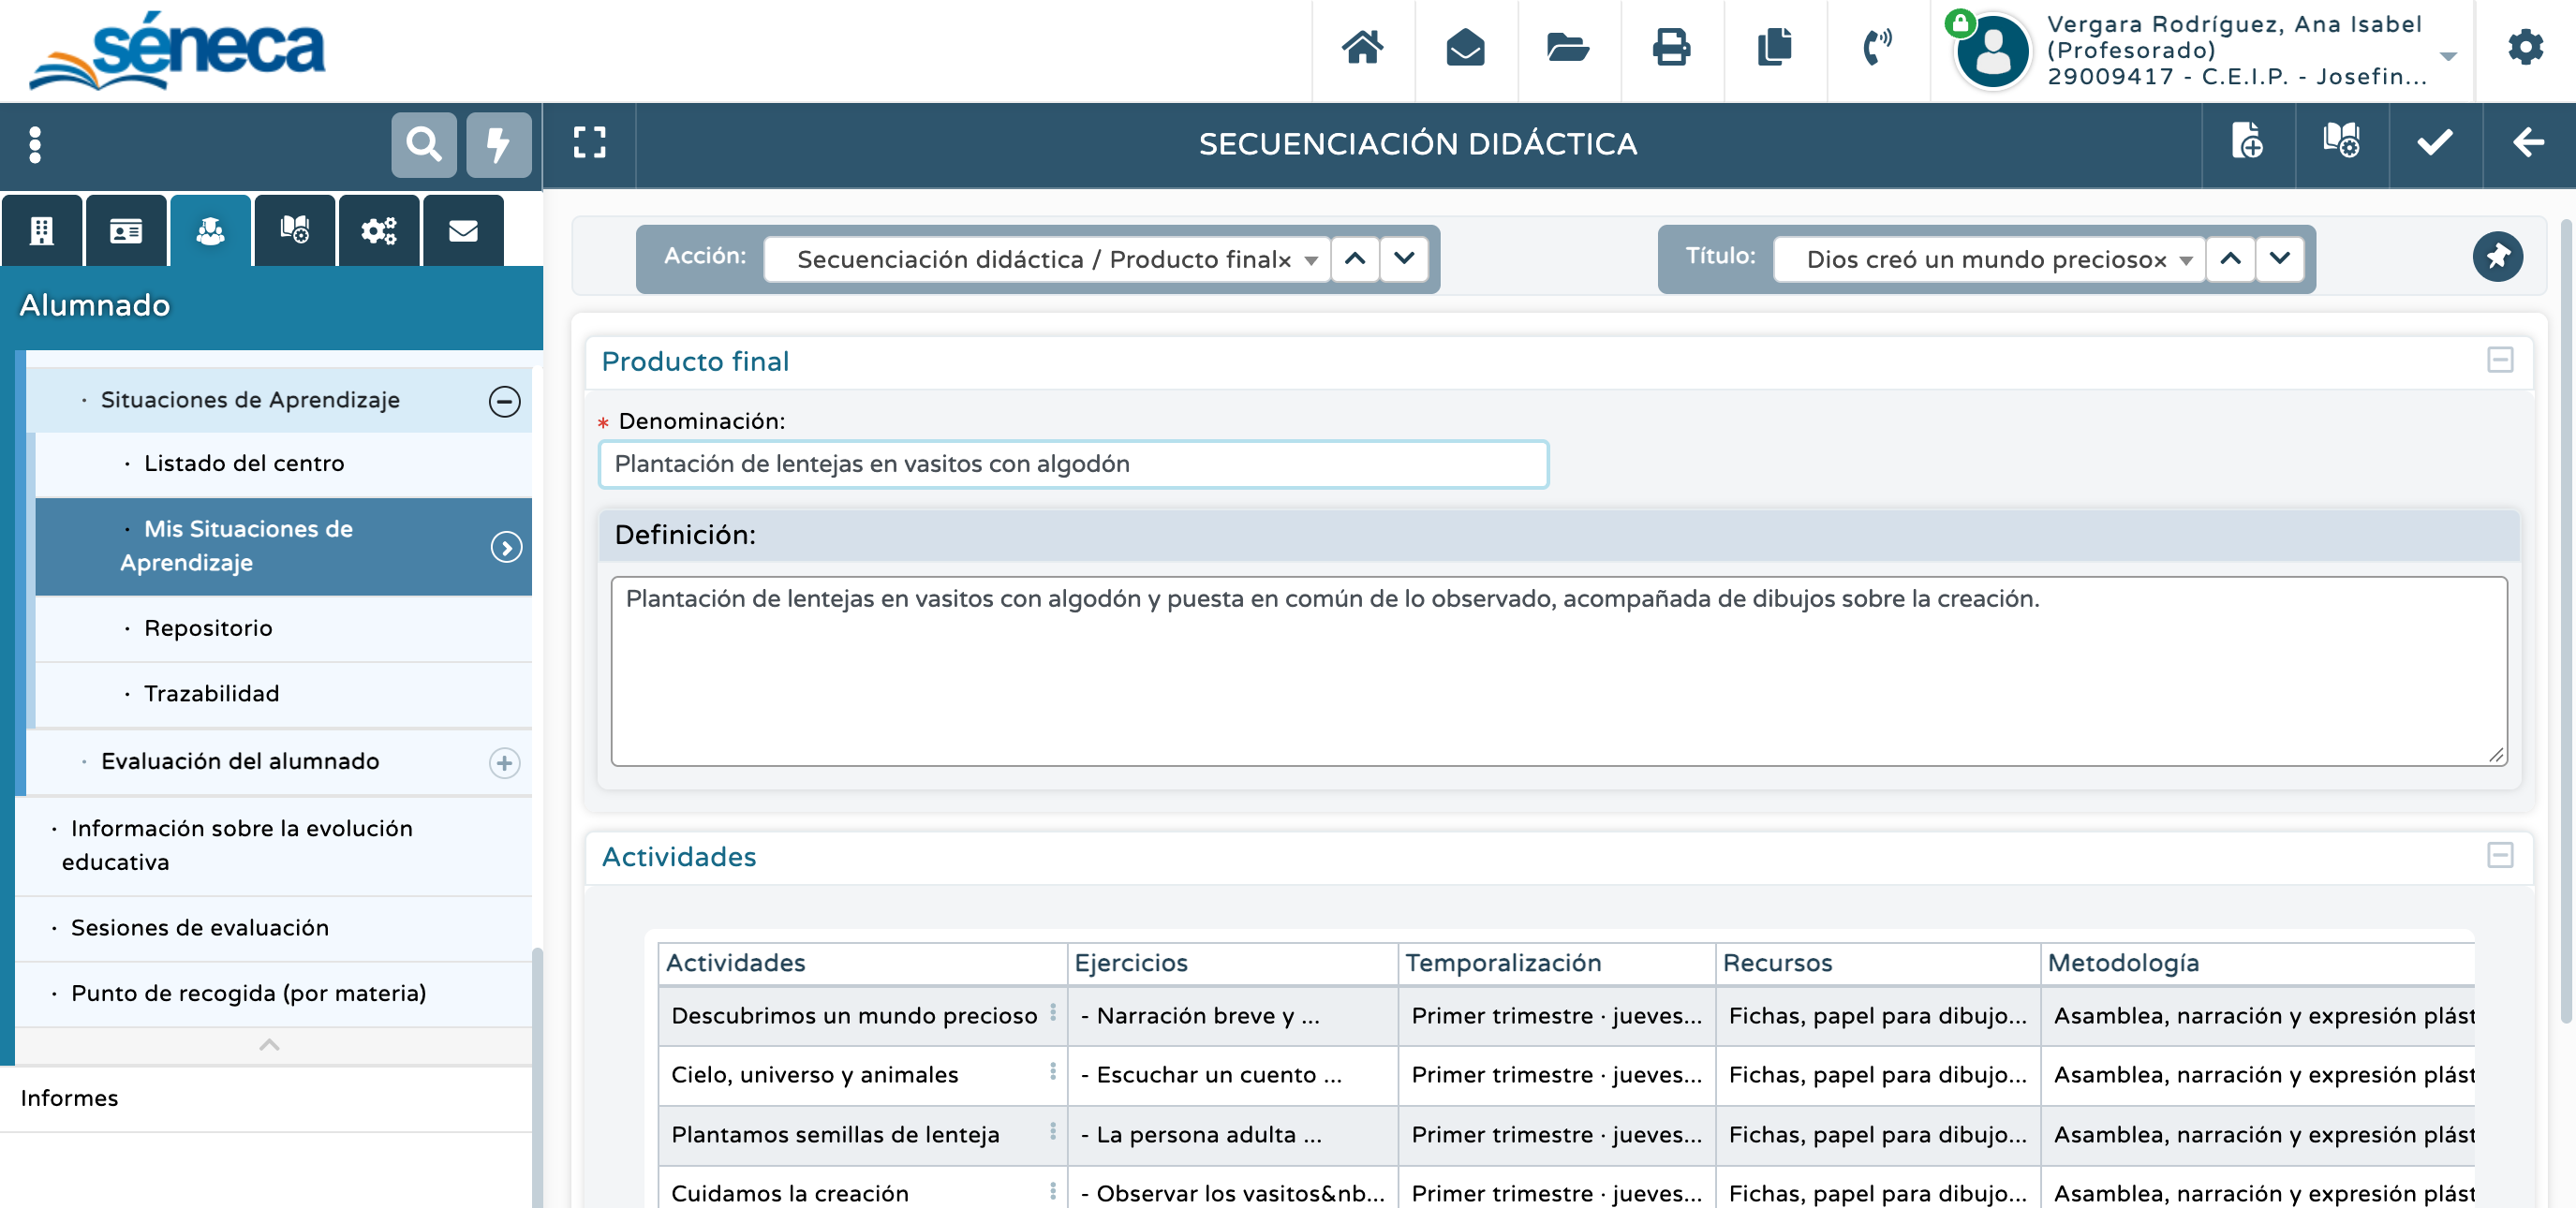 séneca
Vergara Rodríguez, Ana Isabel
(Profesorado)
29009417 - C.E.I.P. - Josefin...
SECUENCIACIÓN DIDÁCTICA
Acción:
Secuenciación didáctica / Producto final×
Título:
Dios creó un mundo precioso×
Alumnado
· Situaciones de Aprendizaje
· Listado del centro
· Mis Situaciones de
Aprendizaje
· Repositorio
· Trazabilidad
· Evaluación del alumnado
· Información sobre la evolución
educativa
· Sesiones de evaluación
· Punto de recogida (por materia)
Informes
Producto final
* Denominación:
Plantación de lentejas en vasitos con algodón
Definición:
Plantación de lentejas en vasitos con algodón y puesta en común de lo observado, acompañada de dibujos sobre la creación.
Actividades
Actividades Ejercicios Temporalización Recursos Metodología
Descubrimos un mundo precioso - Narración breve y ... Primer trimestre · jueves... Fichas, papel para dibujo... Asamblea, narración y expresión plást
Cielo, universo y animales - Escuchar un cuento ... Primer trimestre · jueves... Fichas, papel para dibujo... Asamblea, narración y expresión plást
Plantamos semillas de lenteja - La persona adulta ... Primer trimestre · jueves... Fichas, papel para dibujo... Asamblea, narración y expresión plást
Cuidamos la creación - Observar los vasitos&nb... Primer trimestre · jueves... Fichas, papel para dibujo... Asamblea, narración y expresión plást